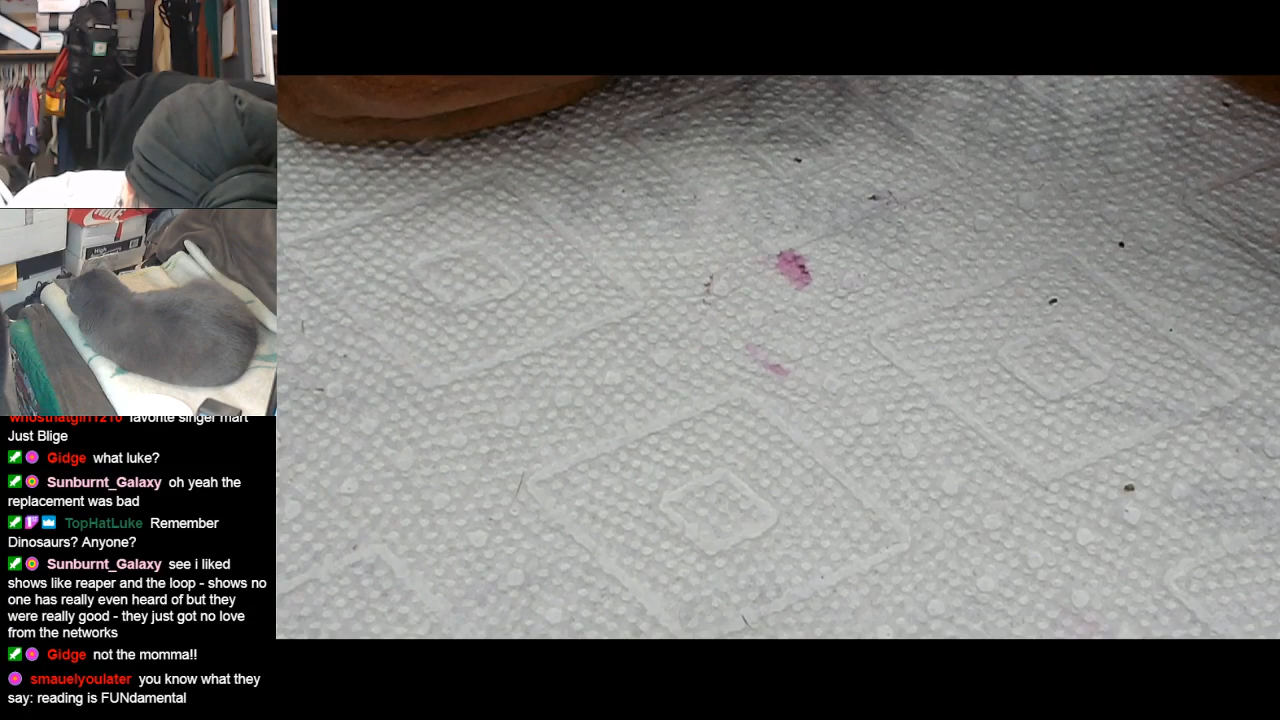 High
whosthatgirl1210 favorite singer mart
Just Blige
Gidge what luke?
Sunburnt_Galaxy oh yeah the
replacement was bad
TopHatLuke Remember
Dinosaurs? Anyone?
Sunburnt_Galaxy see i liked
shows like reaper and the loop - shows no
one has really even heard of but they
were really good - they just got no love
from the networks
Gidge not the momma!!
smauelyoulater you know what they
say: reading is FUNdamental